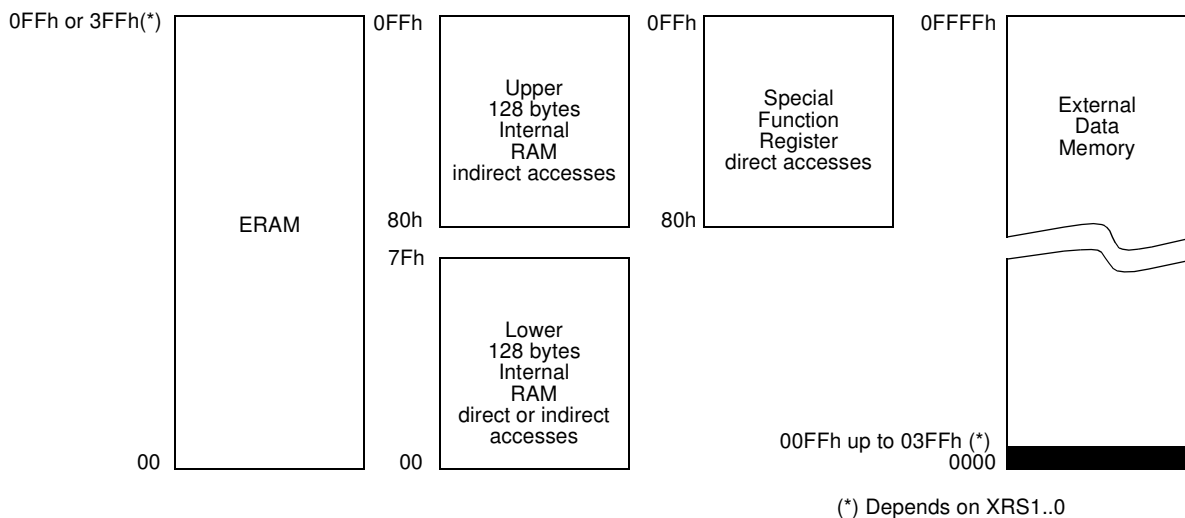 0FFh or 3FFh(*)
ERAM
00
0FFh
Upper
128 bytes
Internal
RAM
indirect accesses
80h
7Fh
Lower
128 bytes
Internal
RAM
direct or indirect
accesses
00
0FFh
Special
Function
Register
direct accesses
80h
0FFFFh
External
Data
Memory
00FFh up to 03FFh (*)
0000
(*) Depends on XRS1..0